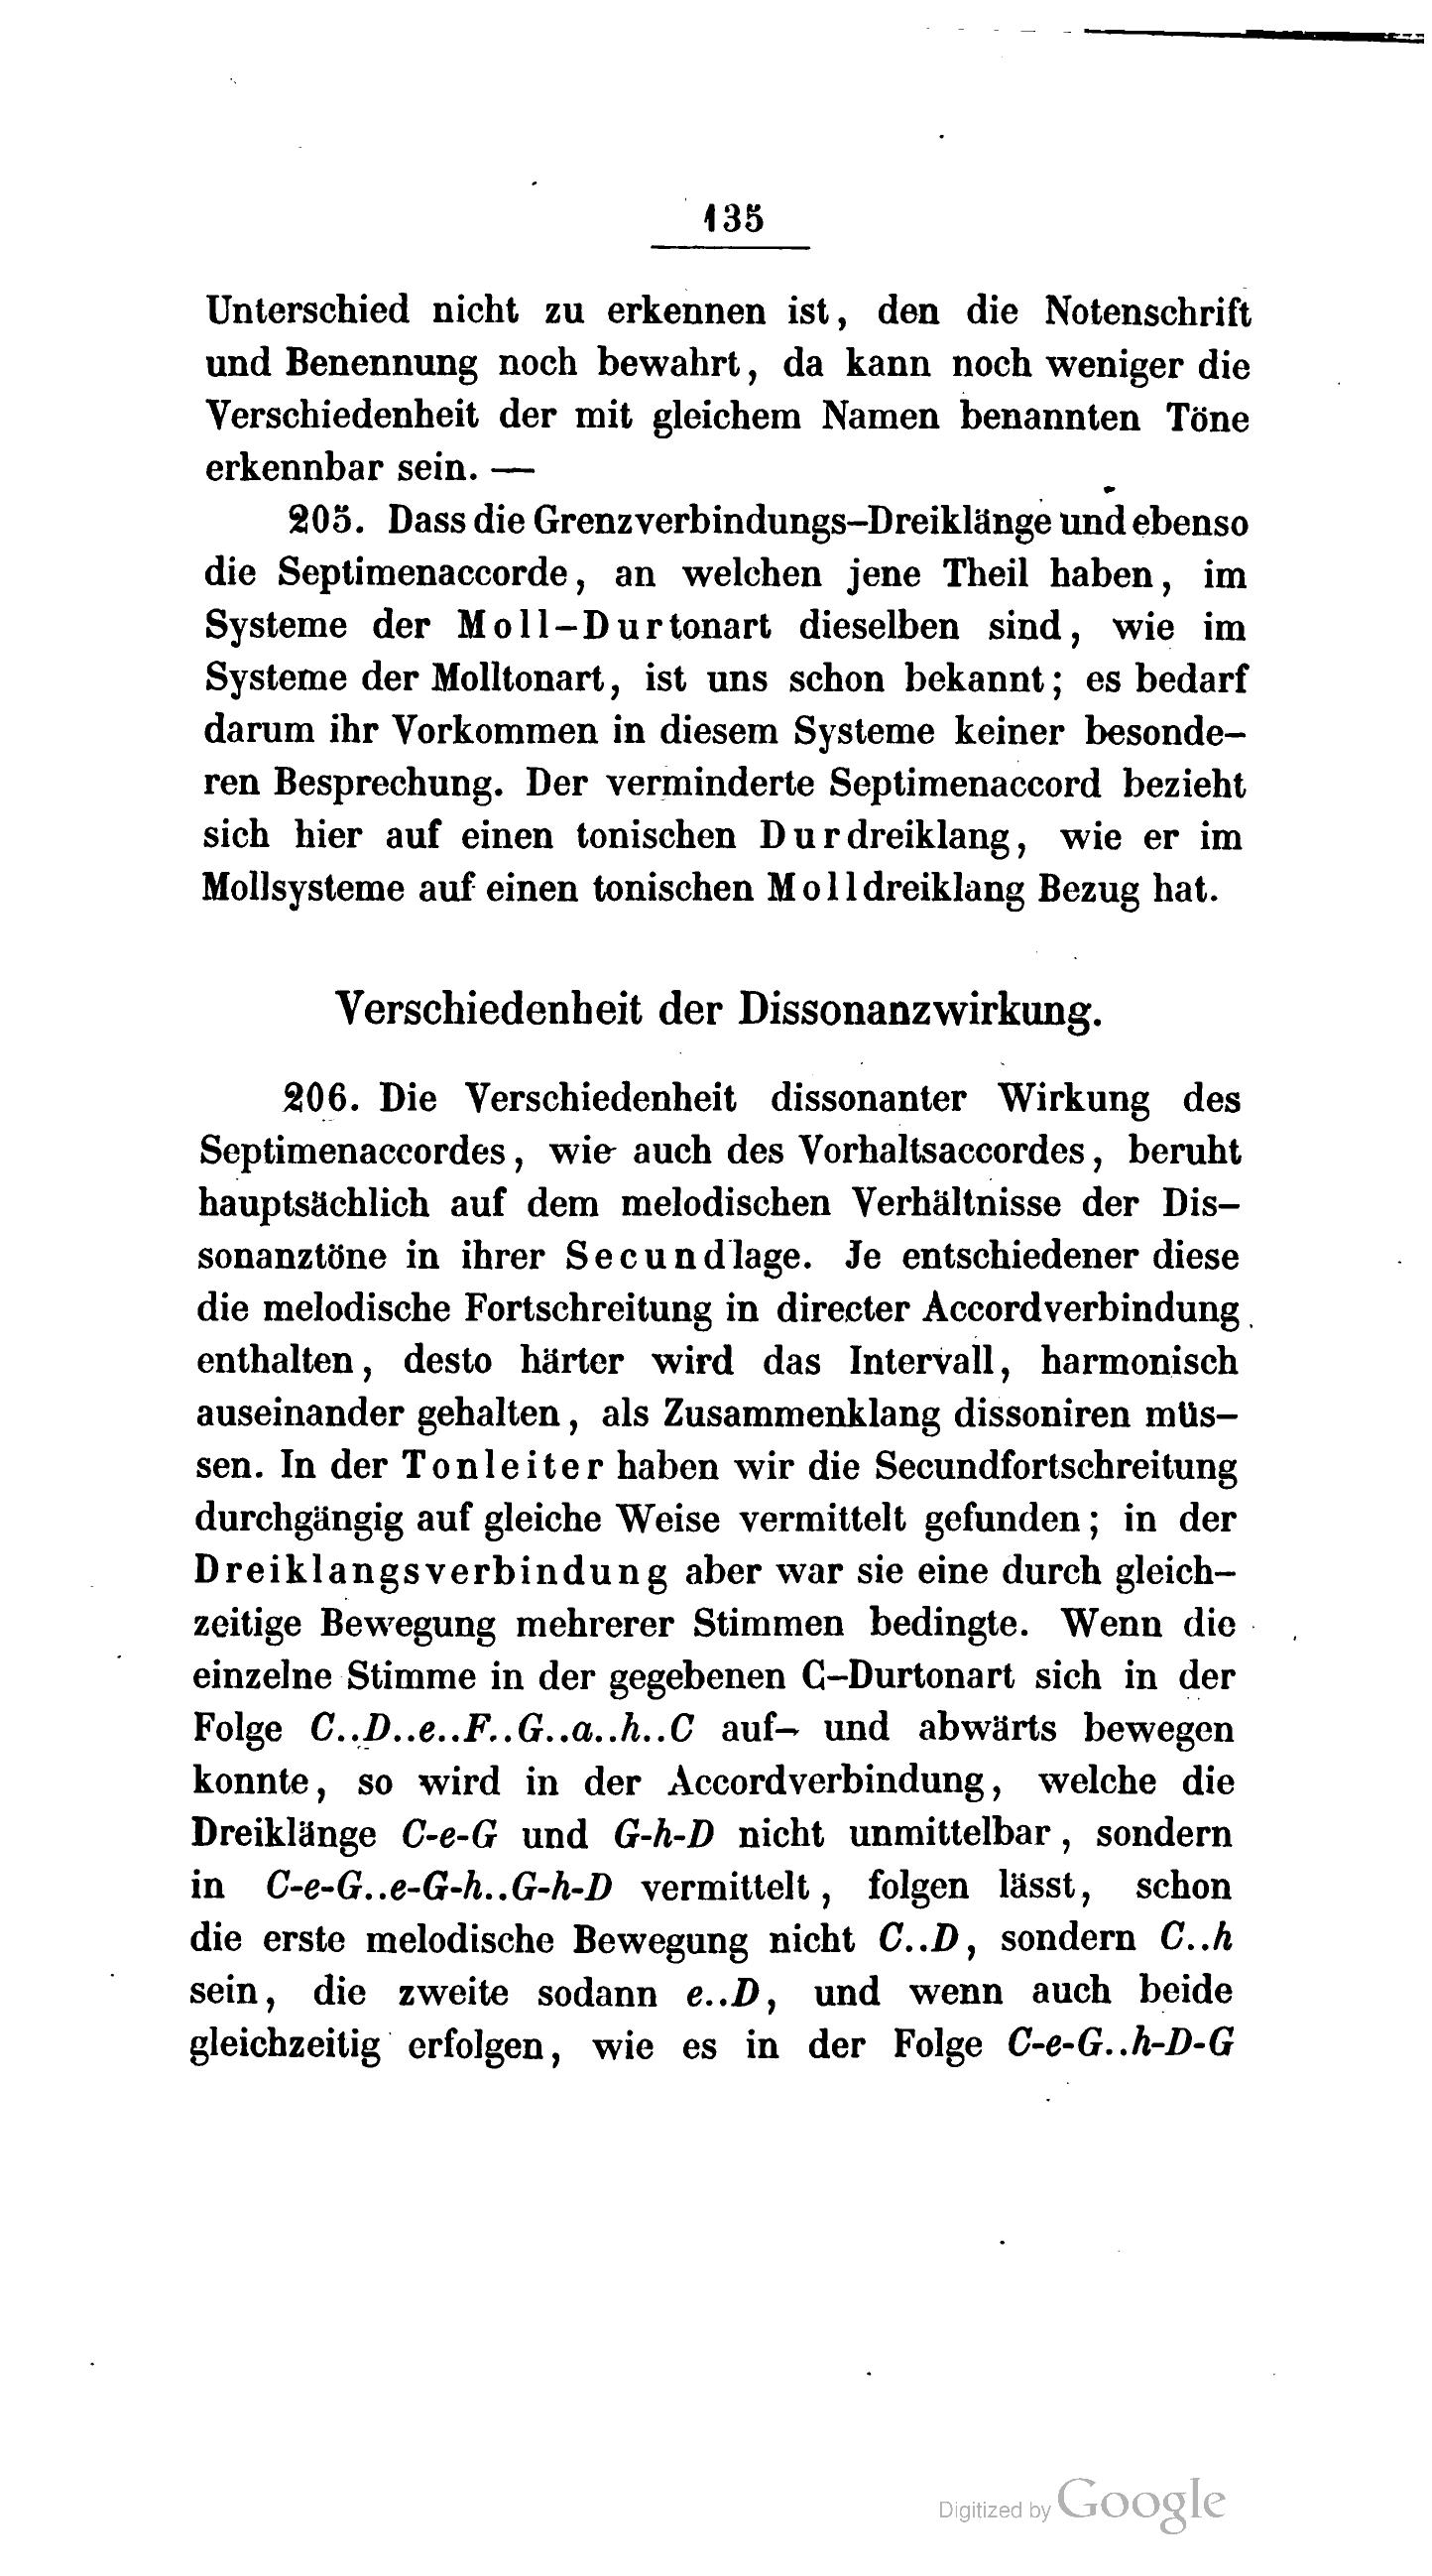 135
Unterschied nicht zu erkennen ist, den die Notenschrift
und Benennung noch bewahrt, da kann noch weniger die
Verschiedenheit der mit gleichem Namen benannten Töne
erkennbar sein. —
205. Dass die Grenzverbindungs-Dreiklänge und ebenso
die Septimenaccorde, an welchen jene Theil haben, im
Systeme der Moll-Durtonart dieselben sind, wie im
Systeme der Molltonart, ist uns schon bekannt; es bedarf
darum ihr Vorkommen in diesem Systeme keiner besonde-
ren Besprechung. Der verminderte Septimenaccord bezieht
sich hier auf einen tonischen Durdreiklang, wie er im
Mollsysteme auf einen tonischen Molldreiklang Bezug hat.
Verschiedenheit der Dissonanzwirkung.
206. Die Verschiedenheit dissonanter Wirkung des
Septimenaccordes, wie auch des Vorhaltsaccordes, beruht
hauptsächlich auf dem melodischen Verhältnisse der Dis-
sonanztöne in ihrer Secundlage. Je entschiedener diese
die melodische Fortschreitung in directer Accordverbindung
enthalten, desto härter wird das Intervall, harmonisch
auseinander gehalten, als Zusammenklang dissoniren müs-
sen. In der Tonleiter haben wir die Secundfortschreitung
durchgängig auf gleiche Weise vermittelt gefunden; in der
Dreiklangsverbindung aber war sie eine durch gleich-
zeitige Bewegung mehrerer Stimmen bedingte. Wenn die
einzelne Stimme in der gegebenen C-Durtonart sich in der
Folge C..D..e..F..G..a..h..C auf- und abwärts bewegen
konnte, so wird in der Accordverbindung, welche die
Dreiklänge C-e-G und G-h-D nicht unmittelbar, sondern
in C-e-G..e-G-h..G-h-D vermittelt, folgen lässt, schon
die erste melodische Bewegung nicht C..D, sondern C..h
sein, die zweite sodann e..D, und wenn auch beide
gleichzeitig erfolgen, wie es in der Folge C-e-G..h-D-G
Digitized by Google